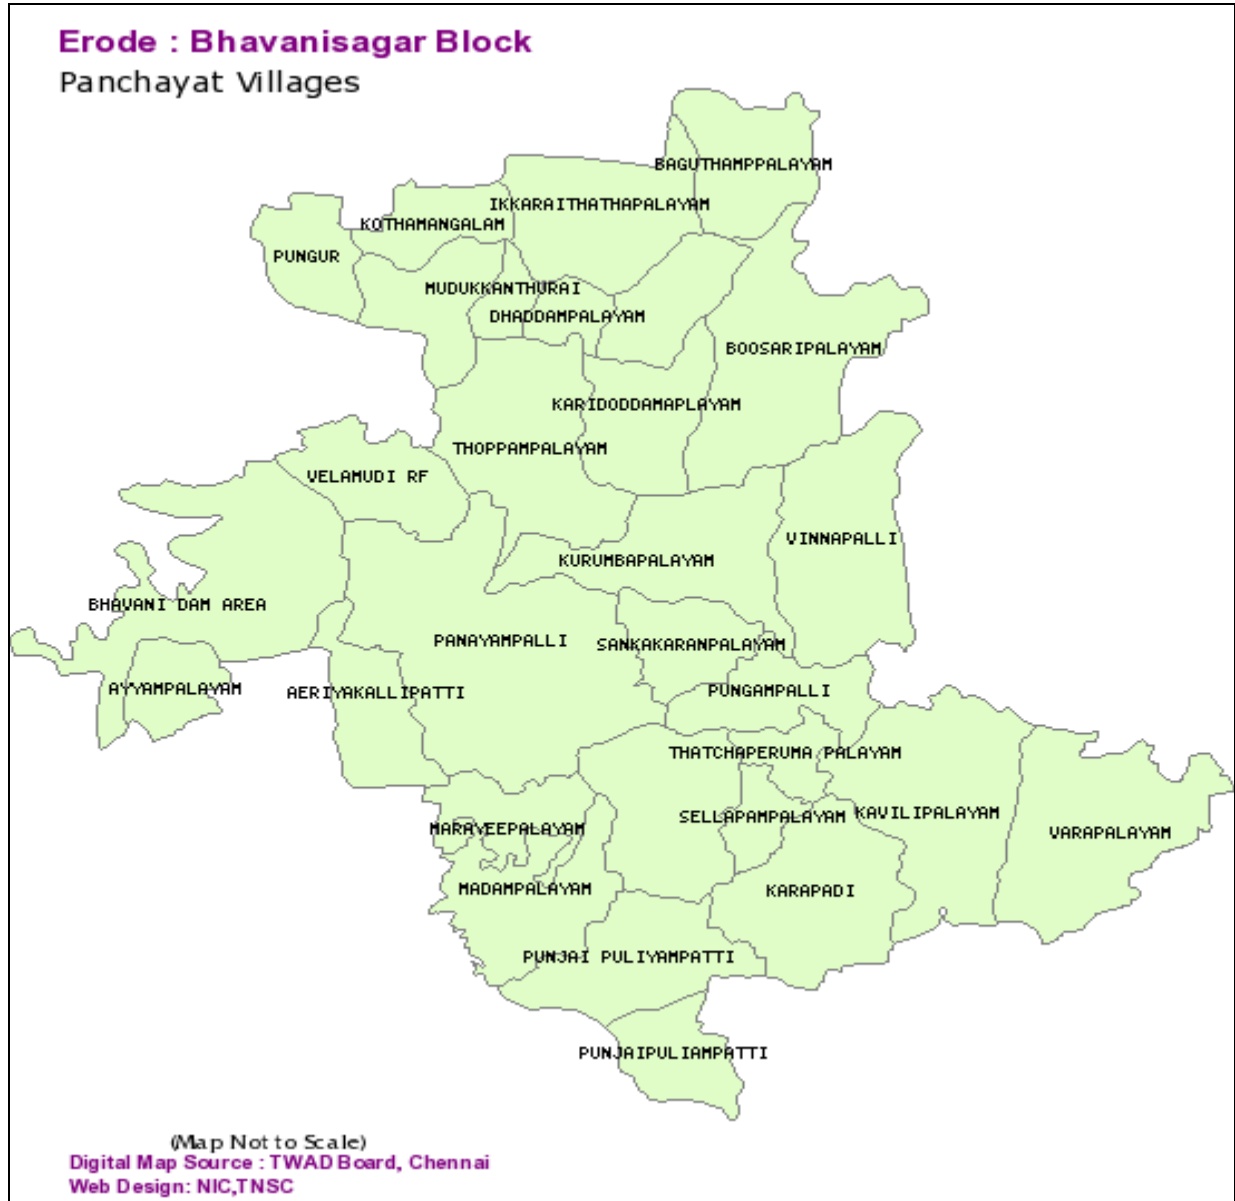 Erode : Bhavanisagar Block
Panchayat Villages
BAGUTHAMPPALAYAM
IKKARAITHATHAPALAYAM
KOTHAMANGALAM
PUNGUR
MUDUKKANTHURAI
DHADDAMPALAYAM
BOOSARIPALAYAM
KARIDODDAMAPLAYAM
THOPPAMPALAYAM
VELAMUDI RF
VINNAPALLI
KURUMBAPALAYAM
BHAVANI DAM AREA
PANAYAMPALLI
SANKAKARANPALAYAM
AYYAMPALAYAM
AERIYAKALLIPATTI
PUNGAMPALLI
THATCHAPERUMA PALAYAM
SELLAPAMPALAYAM
KAVILIPALAYAM
MARAYEEPALAYAM
VARAPALAYAM
MADAMPALAYAM
KARAPADI
PUNJAI PULIYAMPATTI
PUNJAIPULIAMPATTI
(Map Not to Scale)
Digital Map Source : TWAD Board, Chennai
Web Design: NIC,TNSC